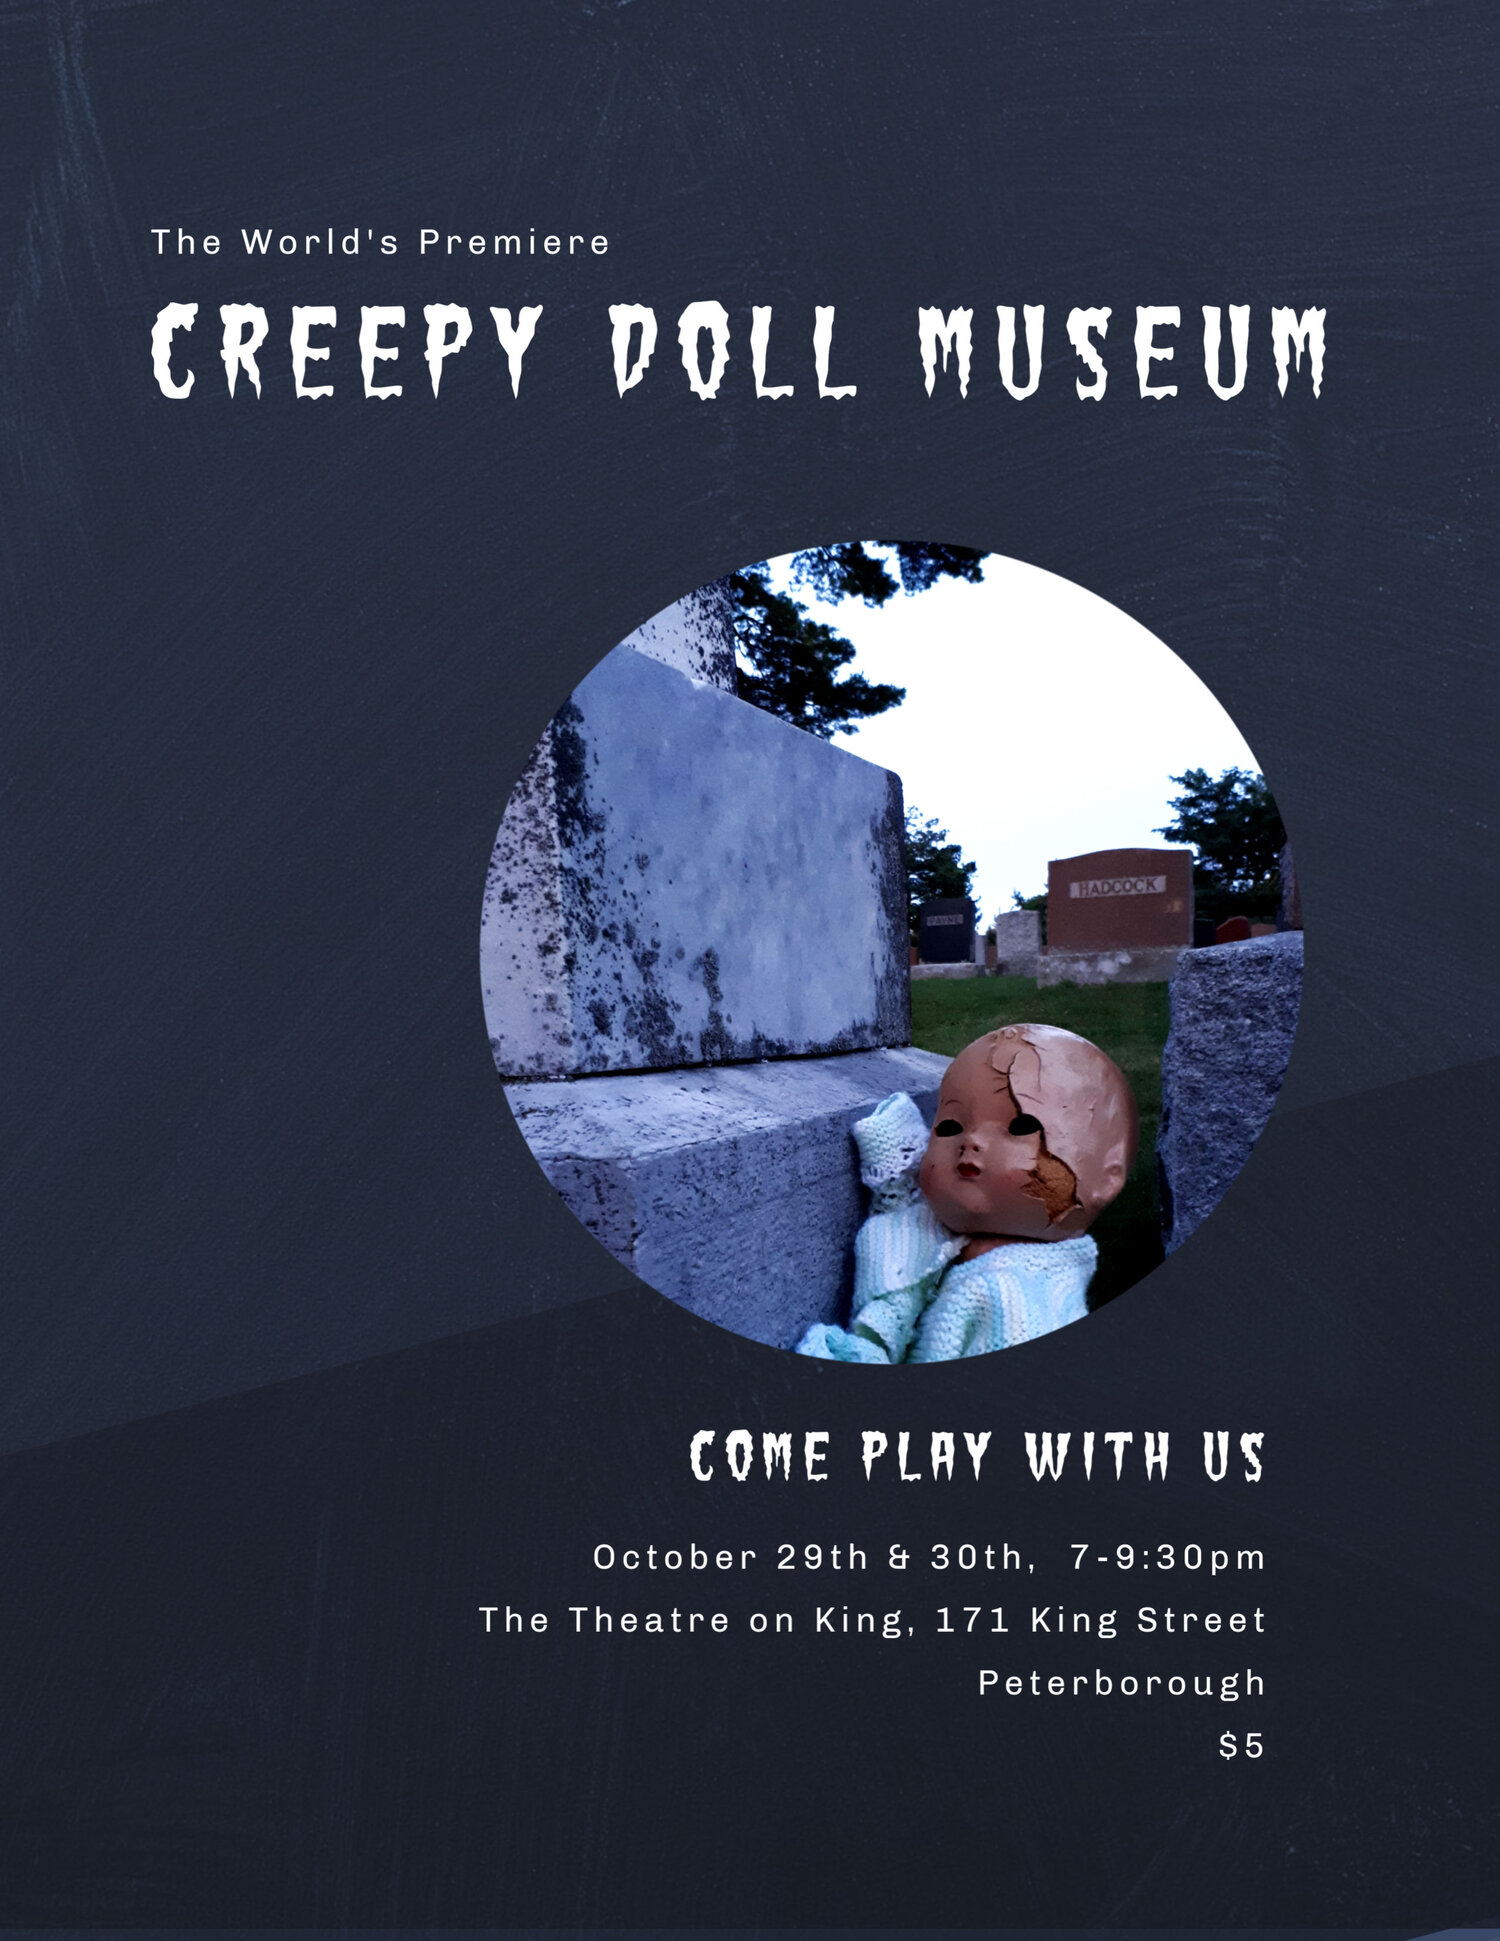 The World's Premiere
CREEPY DOLL MUSEUM
HADCOCK
PAYNE
COME PLAY WITH US
October 29th & 30th,  7-9:30pm
The Theatre on King, 171 King Street
Peterborough
$5